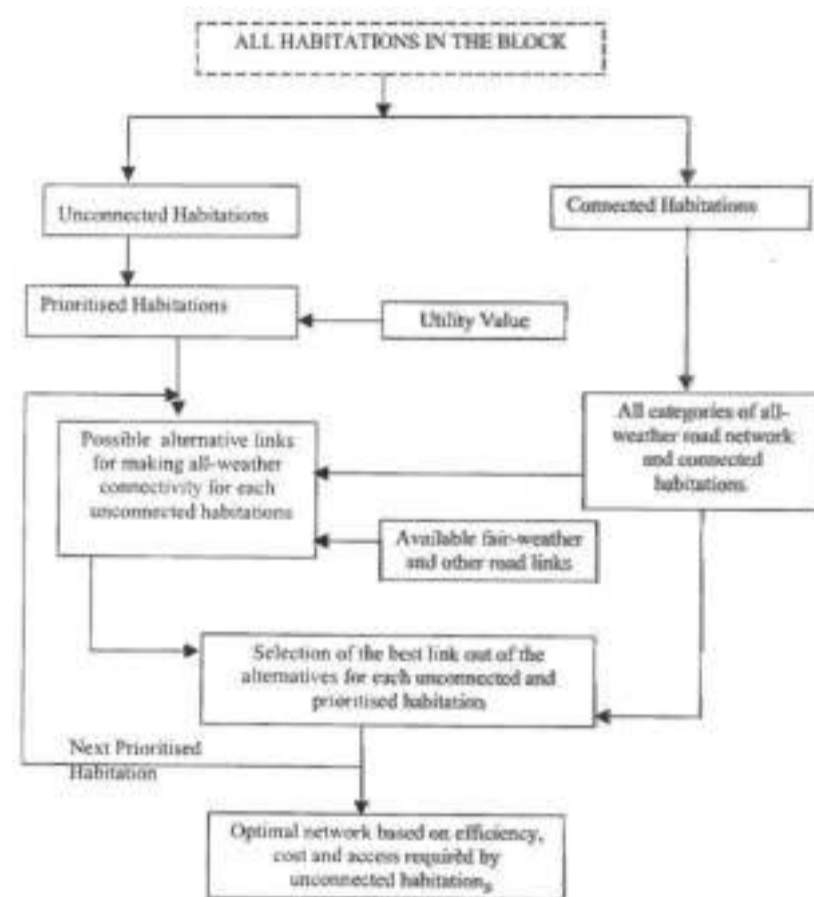 ALL HABITATIONS IN THE BLOCK
Unconnected Habitations
Connected Habitations
Prioritised Habitations
Utility Value
Possible alternative links
for making all-weather
connectivity for each
unconnected habitations
All categories of all-
weather road network
and connected
habitations.
Available fair-weather
and other road links
Selection of the best link out of the
alternatives for each unconnected and
prioritised habitation
Next Prioritised
Habitation
Optimal network based on efficiency,
cost and access required by
unconnected habitations